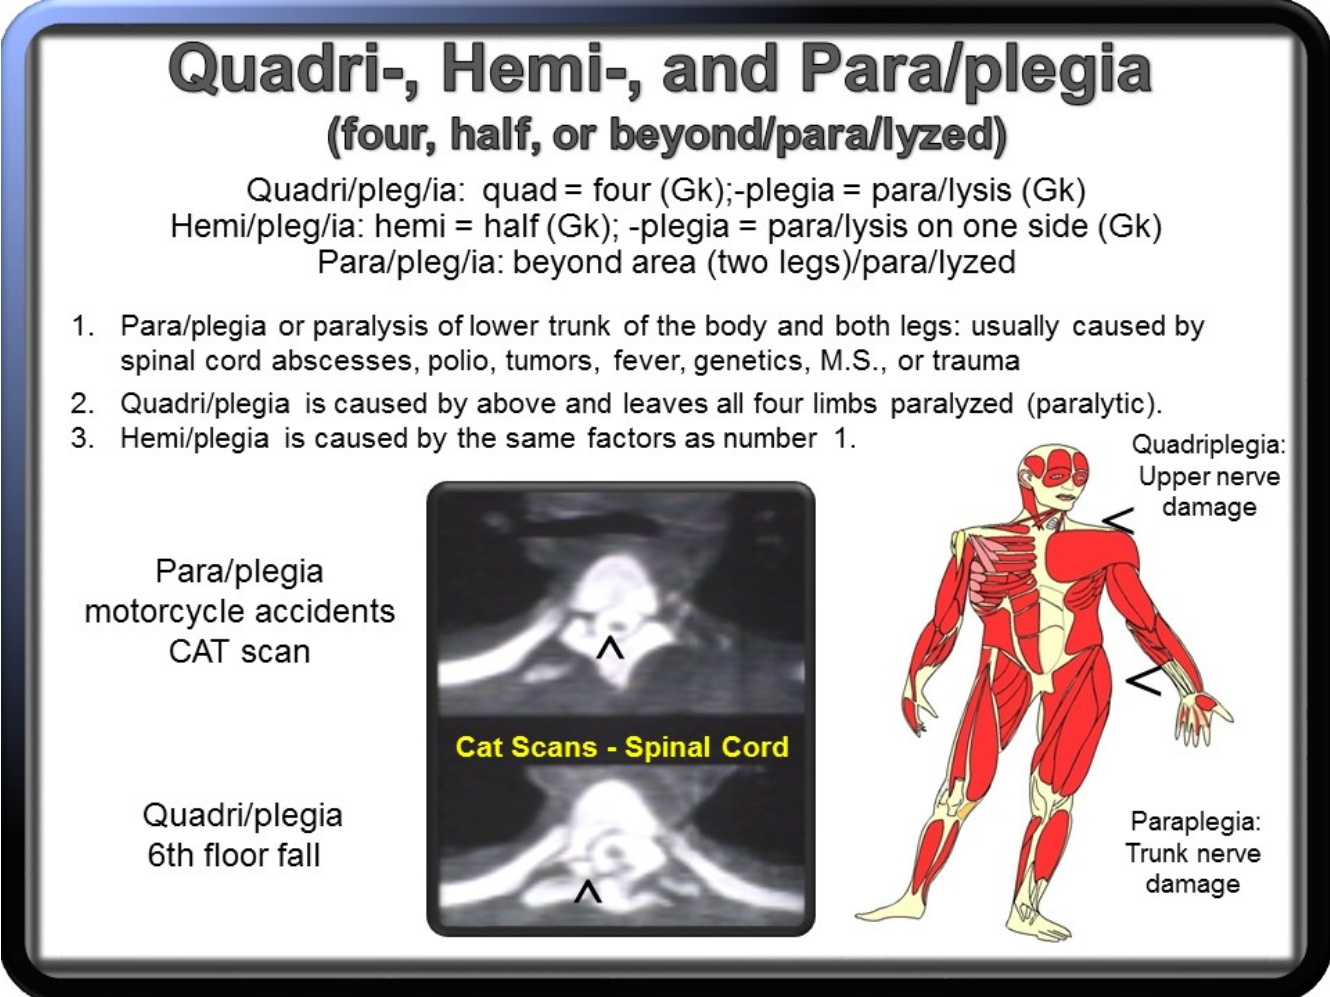 Quadri-, Hemi-, and Para/plegia
(four, half, or beyond/para/lyzed)
Quadri/pleg/ia: quad = four (Gk);-plegia = para/lysis (Gk)
Hemi/pleg/ia: hemi = half (Gk); -plegia = para/lysis on one side (Gk)
Para/pleg/ia: beyond area (two legs)/para/lyzed
1. Para/plegia or paralysis of lower trunk of the body and both legs: usually caused by
spinal cord abscesses, polio, tumors, fever, genetics, M.S., or trauma
2. Quadri/plegia is caused by above and leaves all four limbs paralyzed (paralytic).
3. Hemi/plegia is caused by the same factors as number 1.
Quadriplegia:
Upper nerve
damage
<
Para/plegia
motorcycle accidents
CAT scan
^
<
Cat Scans - Spinal Cord
Quadri/plegia
6th floor fall
^
Paraplegia:
Trunk nerve
damage